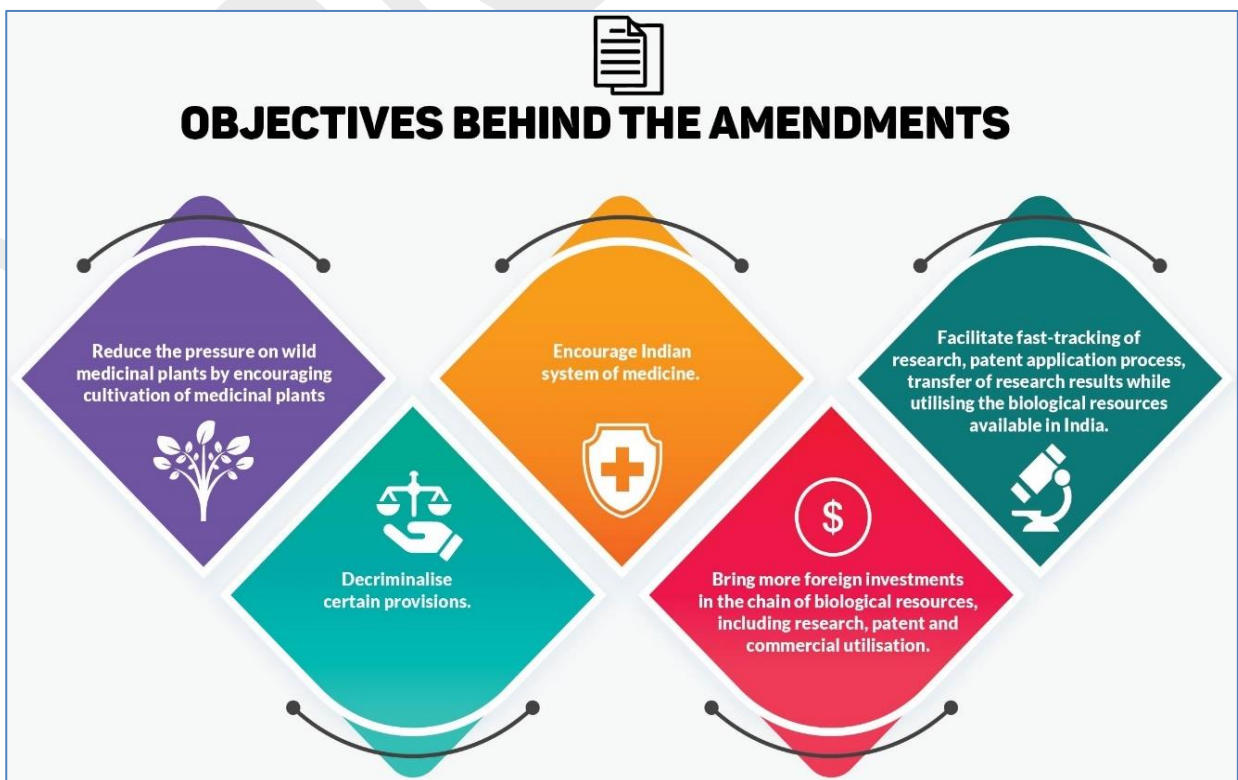 OBJECTIVES BEHIND THE AMENDMENTS
Reduce the pressure on wild
medicinal plants by encouraging
cultivation of medicinal plants
Decriminalise
certain provisions.
Encourage Indian
system of medicine.
$
Bring more foreign investments
in the chain of biological resources,
including research, patent and
commercial utilisation.
Facilitate fast-tracking of
research, patent application process,
transfer of research results while
utilising the biological resources
available in India.